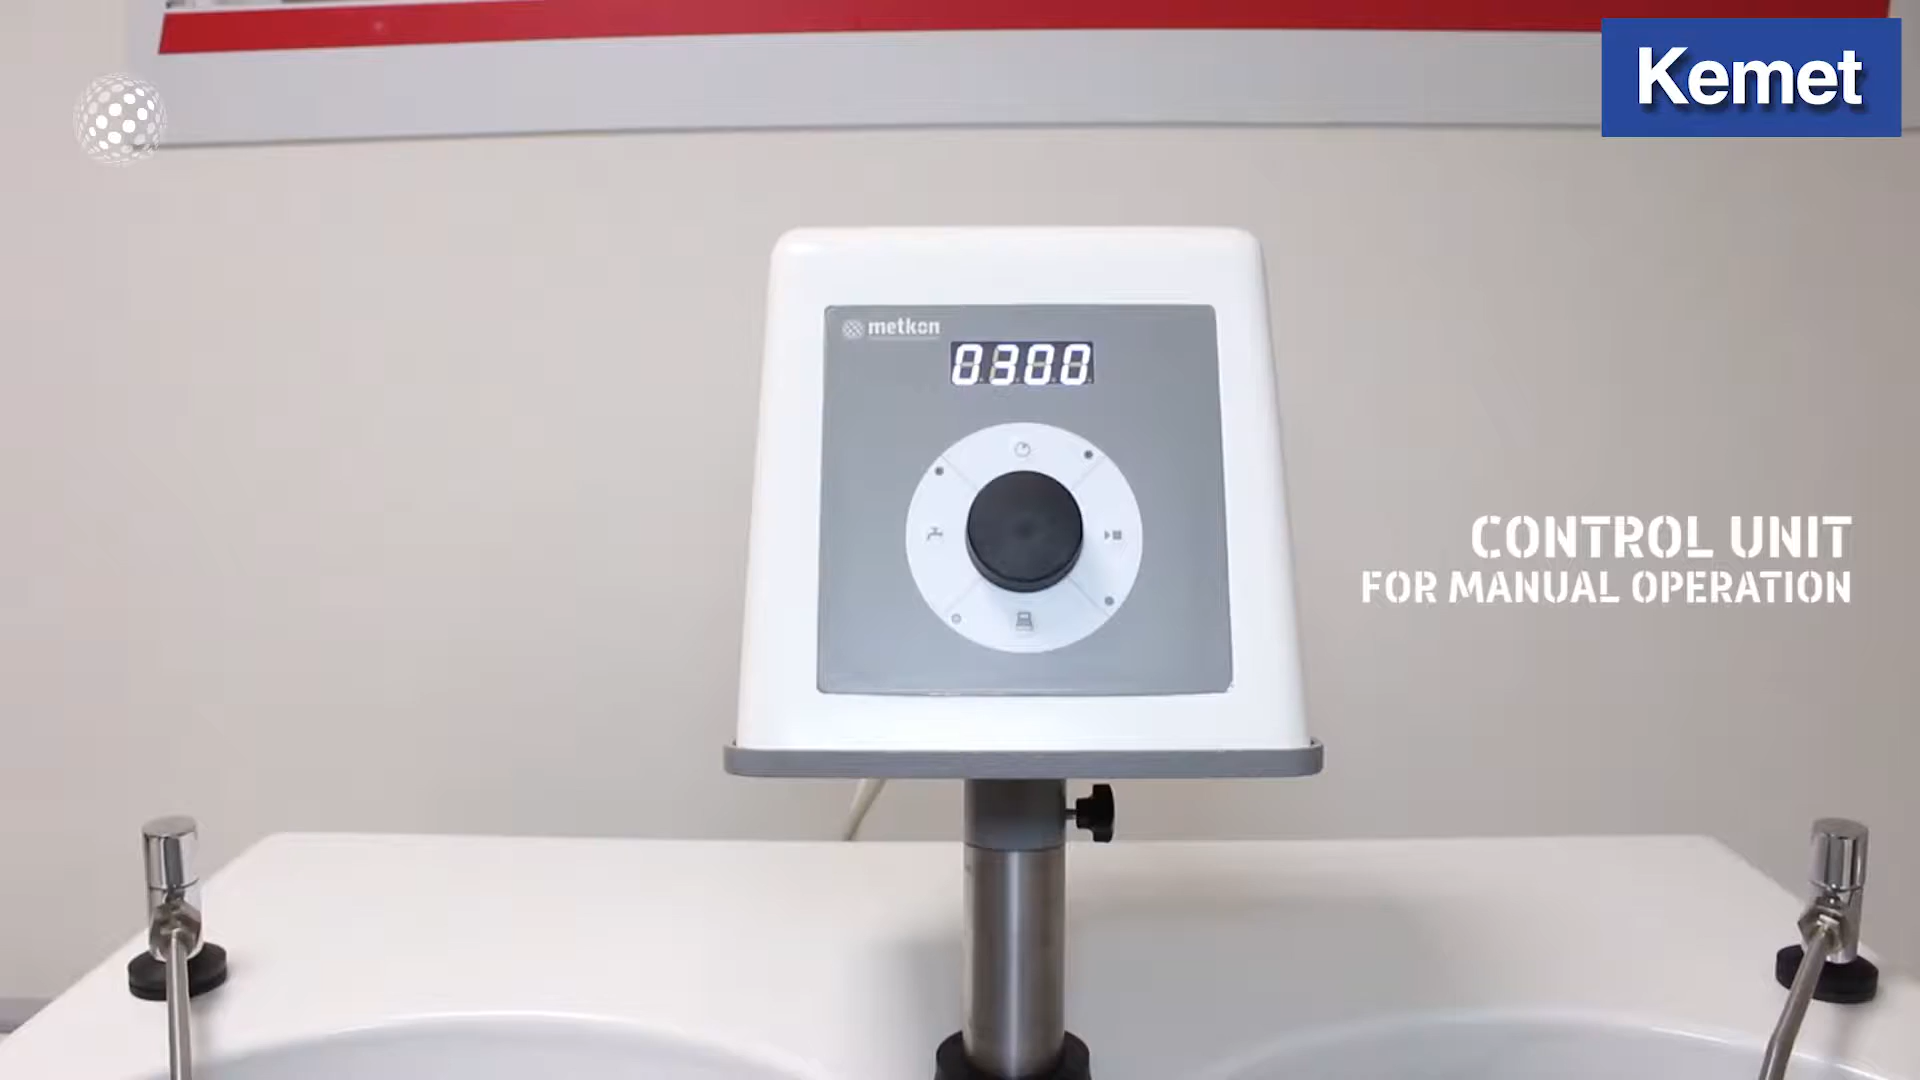 Kemet
metkon
0300
CONTROL UNIT
FOR MANUAL OPERATION